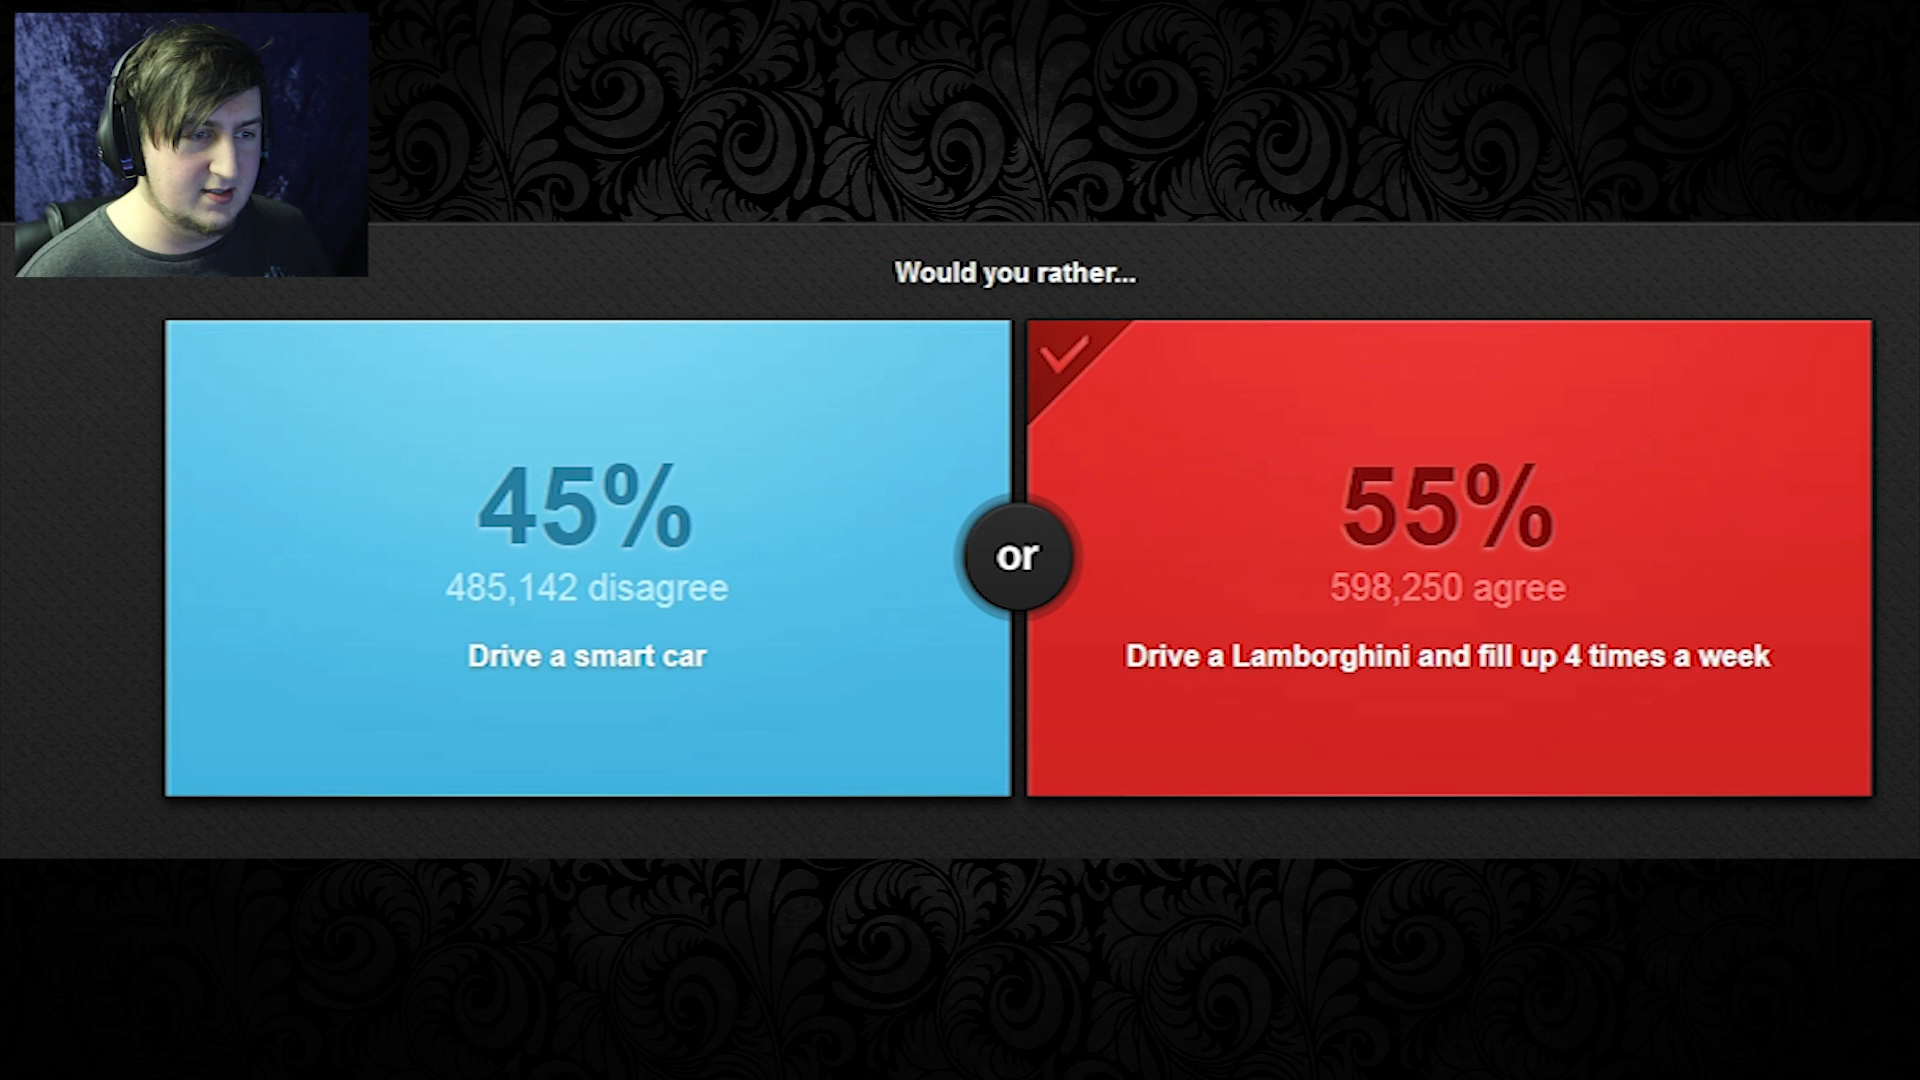 Would you rather...
45%
485,142 disagree
Drive a smart car
or
55%
598,250 agree
Drive a Lamborghini and fill up 4 times a week